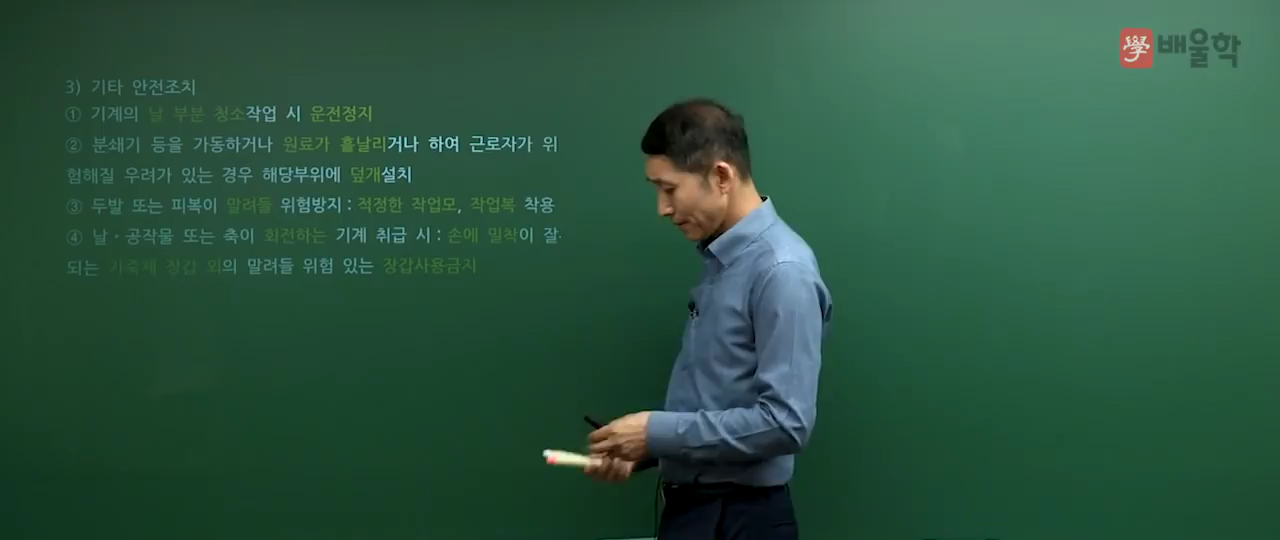 學 배울학
3) 기타 안전조치
① 기계의 날 부분 청소작업 시 운전정지
② 분쇄기 등을 가동하거나 원료가 흩날리거나 하여 근로자가 위
험해질 우려가 있는 경우 해당부위에 덮개설치
③ 두발 또는 피복이 말려들 위험방지 : 적정한 작업모, 작업복 착용
④ 날·공작물 또는 축이 회전하는 기계 취급 시 : 손에 밀착이 잘
되는 가죽제 장갑 외의 말려들 위험 있는 장갑사용금지